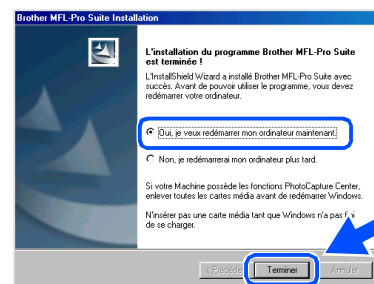 Brother MFL-Pro Suite Installation
L'installation du programme Brother MFL-Pro Suite
est terminée !
L'InstallShield Wizard a installé Brother MFL-Pro Suite avec
succès. Avant de pouvoir utiliser le programme, vous devez
redémarrer votre ordinateur.
Oui, je veux redémarrer mon ordinateur maintenant.
Non, je redémarrerai mon ordinateur plus tard.
Si votre Machine possède les fonctions PhotoCapture Center,
enlever toutes les cartes média avant de redémarrer Windows.
N'insérer pas une carte média tant que Windows n'a pas
de se charger.
Terminer
Annuler